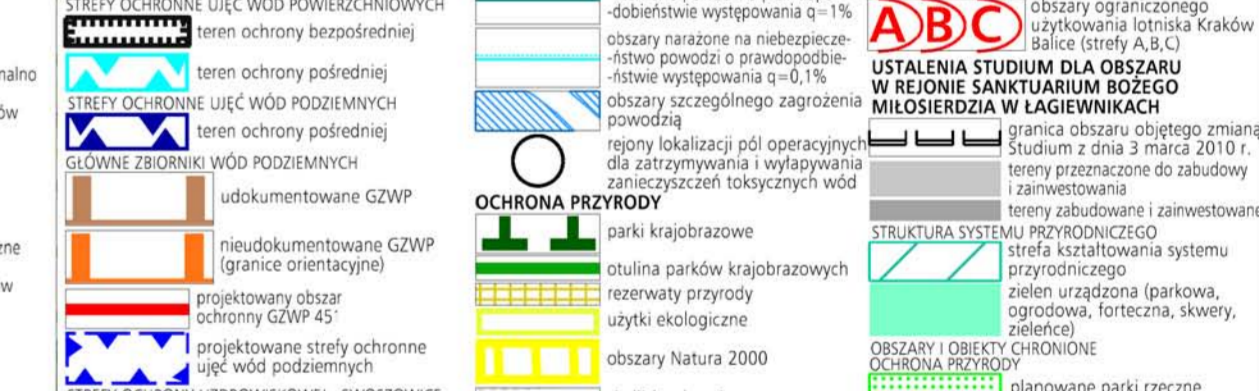 nalno
ów
zne
w
STREFY OCHRONNE UJĘĆ WÓD POWIERZCHNIOWYCH
teren ochrony bezpośredniej
teren ochrony pośredniej
STREFY OCHRONNE UJĘĆ WÓD PODZIEMNYCH
teren ochrony pośredniej
GŁÓWNE ZBIORNIKI WÓD PODZIEMNYCH
udokumentowane GZWP
nieudokumentowane GZWP
(granice orientacyjne)
projektowany obszar
ochronny GZWP 45´
projektowane strefy ochronne
ujęć wód podziemnych
-dobieństwie występowania q=1%
obszary narażone na niebezpiecze-
-ństwo powodzi o prawdopodbie-
-ństwie występowania q=0,1%
obszary szczególnego zagrożenia
powodzią
rejony lokalizacji pól operacyjnych
dla zatrzymywania i wyłapywania
zanieczyszczeń toksycznych wód
OCHRONA PRZYRODY
parki krajobrazowe
otulina parków krajobrazowych
rezerwaty przyrody
użytki ekologiczne
obszary Natura 2000
A B C
obszary ograniczonego
użytkowania lotniska Kraków
Balice (strefy A,B,C)
USTALENIA STUDIUM DLA OBSZARU
W REJONIE SANKTUARIUM BOŻEGO
MIŁOSIERDZIA W ŁAGIEWNIKACH
granica obszaru objętego zmianą
Studium z dnia 3 marca 2010 r.
tereny przeznaczone do zabudowy
i zainwestowania
tereny zabudowane i zainwestowane
STRUKTURA SYSTEMU PRZYRODNICZEGO
strefa kształtowania systemu
przyrodniczego
zielen urządzona (parkowa,
ogrodowa, forteczna, skwery,
zieleńce)
OBSZARY I OBIEKTY CHRONIONE
OCHRONA PRZYRODY
planowane parki rzeczne